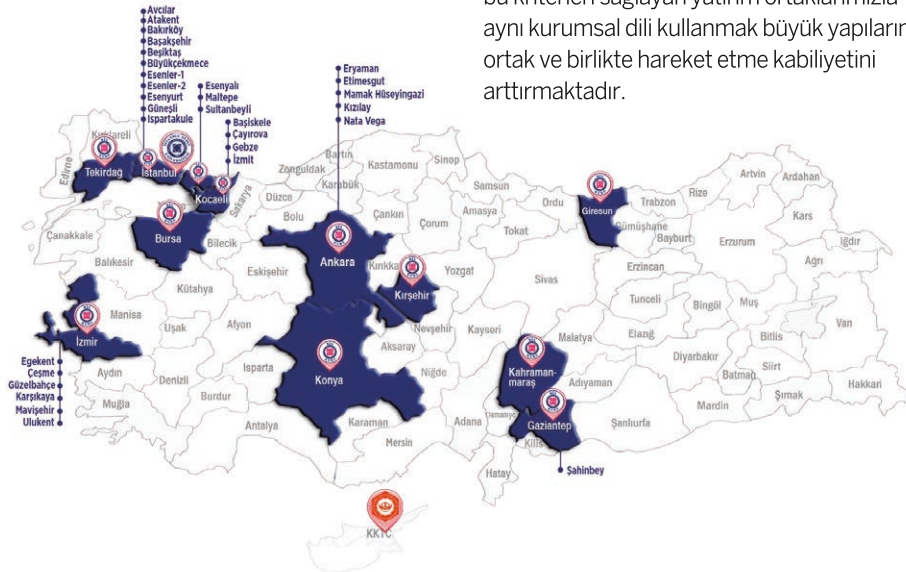 bu kriterleri sağlayan yatırım ortaklarımızla
aynı kurumsal dili kullanmak büyük yapıların
ortak ve birlikte hareket etme kabiliyetini
arttırmaktadır.
Avcılar
Atakent
Bakırköy
Başakşehir
Beşiktaş
Büyükçekmece
Esenler-1
Esenler-2
Esenyurt
Güneşli
Ispartakule
Esenyalı
Maltepe
Sultanbeyli
Başiskele
Çayırova
Gebze
İzmit
Eryaman
Etimesgut
Mamak Hüseyingazi
Kızılay
Nata Vega
Edirne
Tekirdag
İstanbul
Kocaeli
Sakarya
Düzce
Zonguldak
Bartın
Karabük
Kastamonu
Sinop
Samsun
Ordu
Giresun
Trabzon
Rize
Artvin
Ardahan
Kars
Iğdır
Ağrı
Erzurum
Bayburt
Gümüşhane
Bolu
Çankırı
Çorum
Amasya
Tokat
Çanakkale
Balıkesir
Bursa
Bilecik
Eskişehir
Ankara
Kırıkka
Kırşehir
Yozgat
Sivas
Erzincan
Tunceli
Bingöl
Muş
Bitlis
Van
Manisa
Kütahya
Uşak
Afyon
İzmir
Nevşehir
Kayseri
Aksaray
Niğde
Malatya
Elazığ
Diyarbakır
Batman
Siirt
Şırnak
Hakkari
Mardin
Şanlıurfa
Adıyaman
Kahraman-
maraş
Gaziantep
Kilis
Osmaniye
Hatay
Adana
Mersin
Karaman
Konya
Isparta
Burdur
Antalya
Denizli
Aydın
Muğla
Egekent
Çeşme
Güzelbahçe
Karşıkaya
Mavişehir
Ulukent
Şahinbey
KKTC